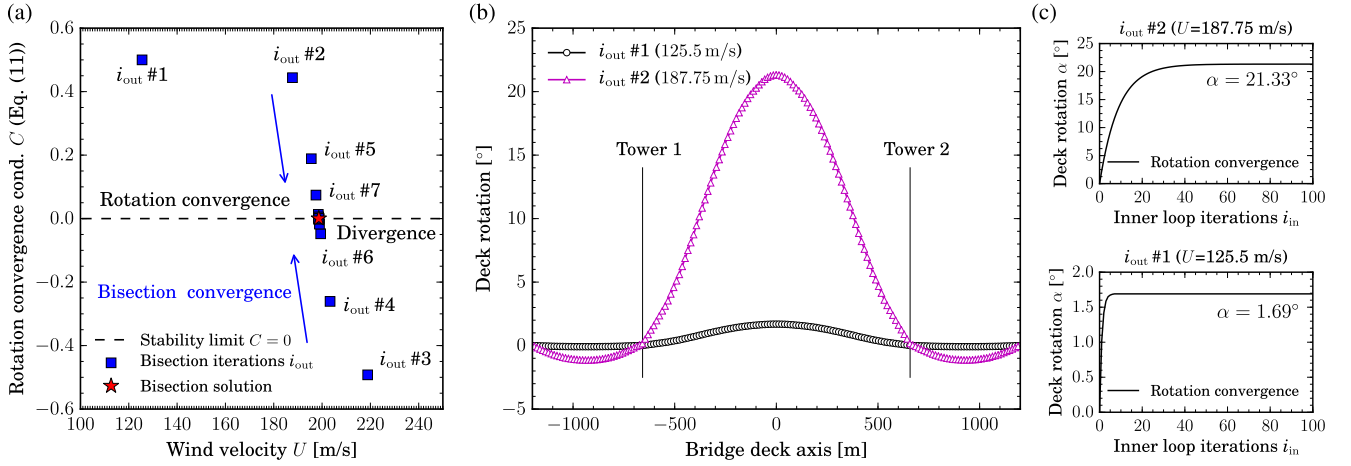 (a)
Rotation convergence cond. C (Eq. (11))
0.6
0.4
0.2
0.0
−0.2
−0.4
−0.6
i_out #1
i_out #2
i_out #5
i_out #7
Rotation convergence
Divergence
i_out #6
Bisection convergence
i_out #4
i_out #3
Stability limit C = 0
Bisection iterations i_out
Bisection solution
100 120 140 160 180 200 220 240
Wind velocity U [m/s]
(b)
Deck rotation [°]
25
20
15
10
5
0
−5
i_out #1 (125.5 m/s)
i_out #2 (187.75 m/s)
Tower 1
Tower 2
−1000 −500 0 500 1000
Bridge deck axis [m]
(c)
i_out #2 (U=187.75 m/s)
Deck rotation α [°]
25
20
15
10
5
0
α = 21.33°
Rotation convergence
0 20 40 60 80 100
Inner loop iterations i_in
i_out #1 (U=125.5 m/s)
Deck rotation α [°]
2.0
1.5
1.0
0.5
0.0
α = 1.69°
Rotation convergence
0 20 40 60 80 100
Inner loop iterations i_in